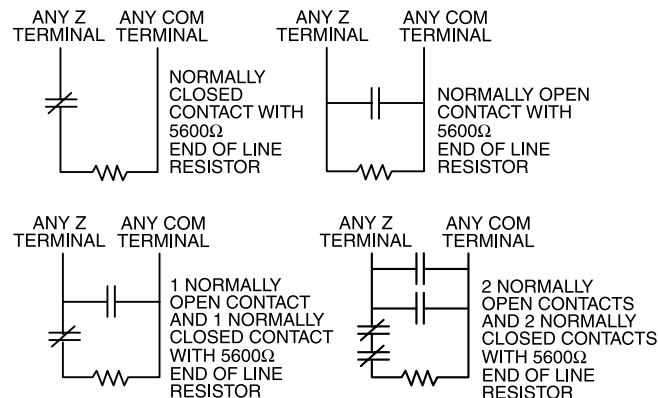 ANY Z
TERMINAL
ANY COM
TERMINAL
NORMALLY
CLOSED
CONTACT WITH
5600Ω
END OF LINE
RESISTOR
ANY Z
TERMINAL
ANY COM
TERMINAL
NORMALLY OPEN
CONTACT WITH
5600Ω
END OF LINE
RESISTOR
ANY Z
TERMINAL
ANY COM
TERMINAL
1 NORMALLY
OPEN CONTACT
AND 1 NORMALLY
CLOSED CONTACT
WITH 5600Ω
END OF LINE
RESISTOR
ANY Z
TERMINAL
ANY COM
TERMINAL
2 NORMALLY
OPEN CONTACTS
AND 2 NORMALLY
CLOSED CONTACTS
WITH 5600Ω
END OF LINE
RESISTOR